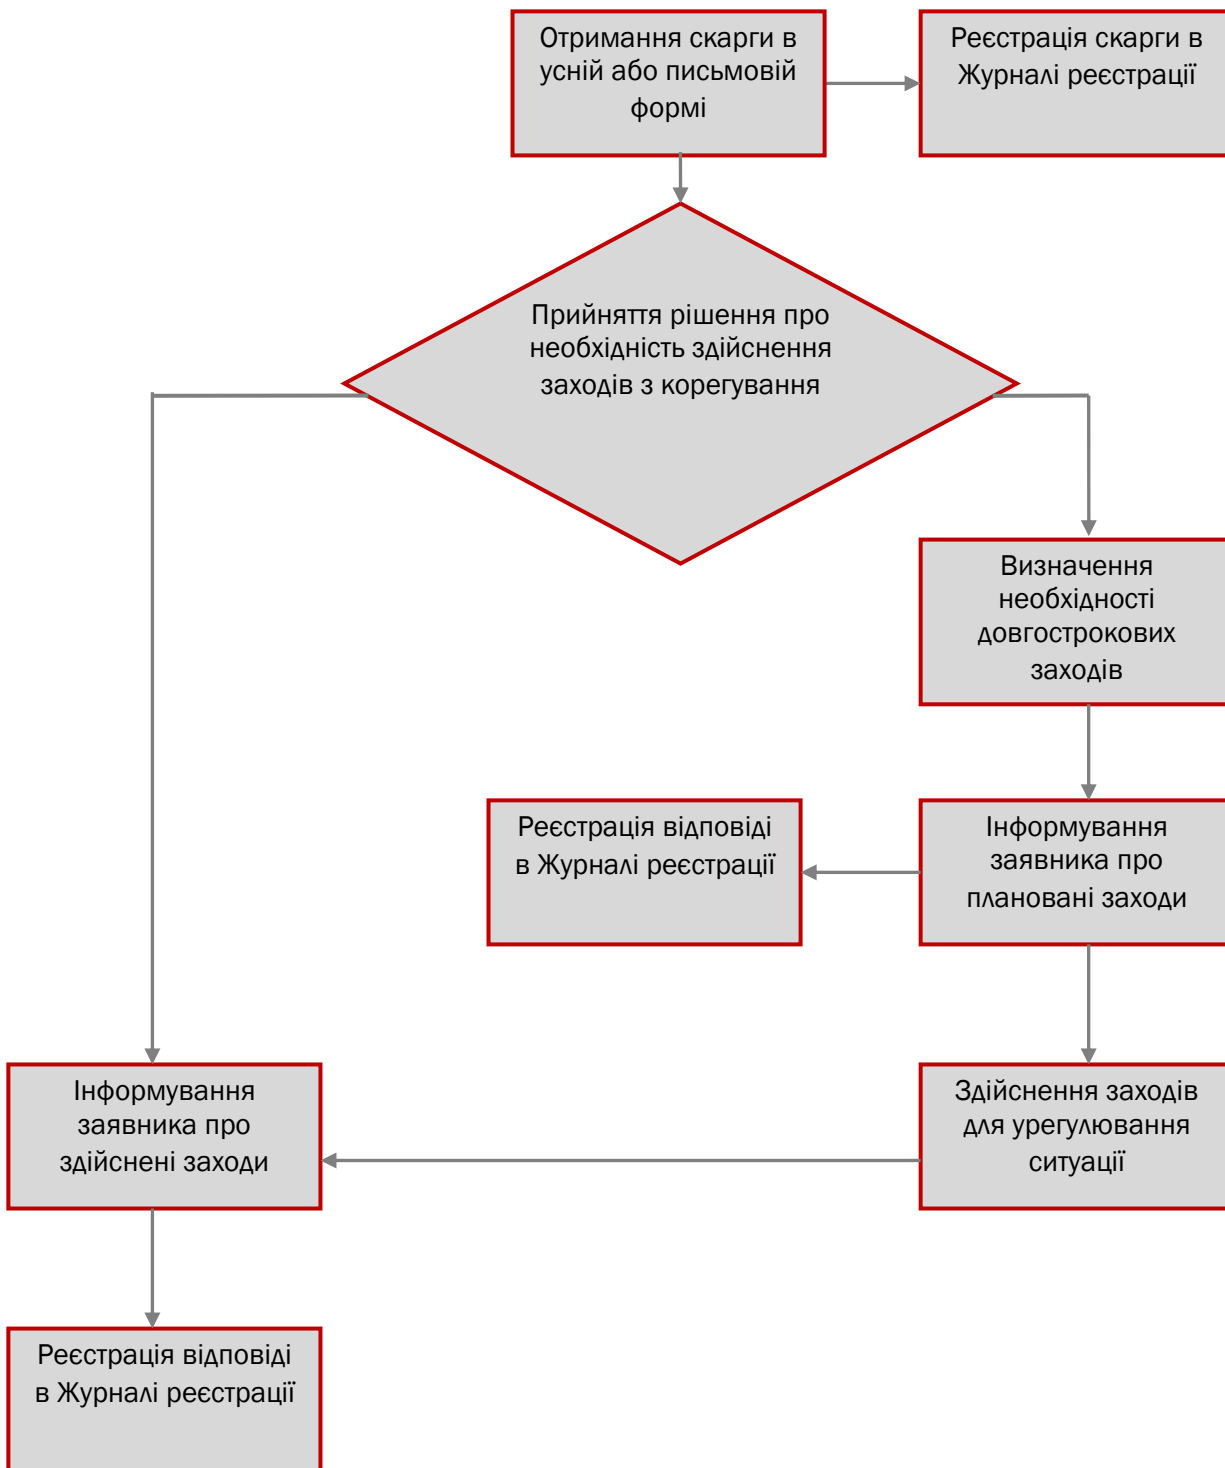 Отримання скарги в
усній або письмовій
формі
Реєстрація скарги в
Журналі реєстрації
Прийняття рішення про
необхідність здійснення
заходів з корегування
Визначення
необхідності
довгострокових
заходів
Реєстрація відповіді
в Журналі реєстрації
Інформування
заявника про
плановані заходи
Інформування
заявника про
здійснені заходи
Здійснення заходів
для урегулювання
ситуації
Реєстрація відповіді
в Журналі реєстрації